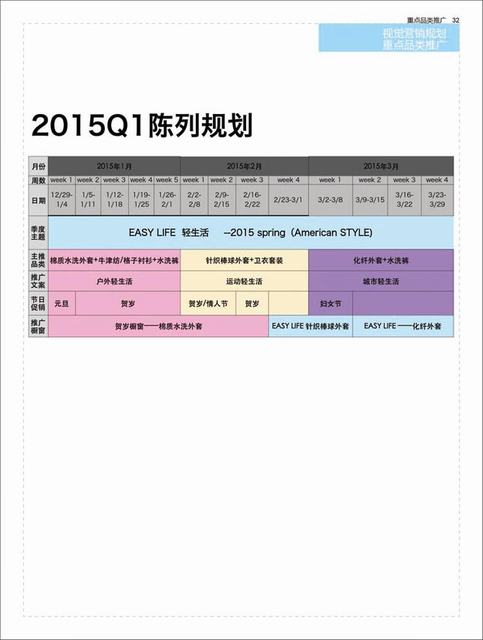 重点品类推广 32
视觉营销规划
重点品类推广
2015Q1陈列规划
月份 2015年1月 2015年2月 2015年3月
周数 week 1 week 2 week 3 week 4 week 5 week 1 week 2 week 3 week 4 week 1 week 2 week 3 week 4
日期 12/29-1/4 1/5-1/11 1/12-1/18 1/19-1/25 1/26-2/1 2/2-2/8 2/9-2/15 2/16-2/22 2/23-3/1 3/2-3/8 3/9-3/15 3/16-3/22 3/23-3/29
季度主题 EASY LIFE 轻生活 --2015 spring (American STYLE)
主推品类 棉质水洗外套+牛津纺/格子衬衫+水洗裤 针织棒球外套+卫衣套装 化纤外套+水洗裤
推广文案 户外轻生活 运动轻生活 城市轻生活
节日促销 元旦 贺岁 贺岁/情人节 贺岁 妇女节
推广橱窗 贺岁橱窗——棉质水洗外套 EASY LIFE 针织棒球外套 EASY LIFE ——化纤外套